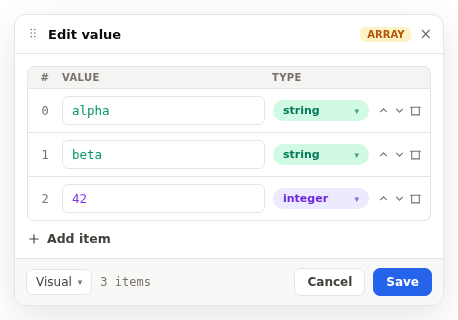 Edit value ARRAY
# VALUE TYPE
0 alpha string
1 beta string
2 42 integer
Add item
Visual 3 items Cancel Save